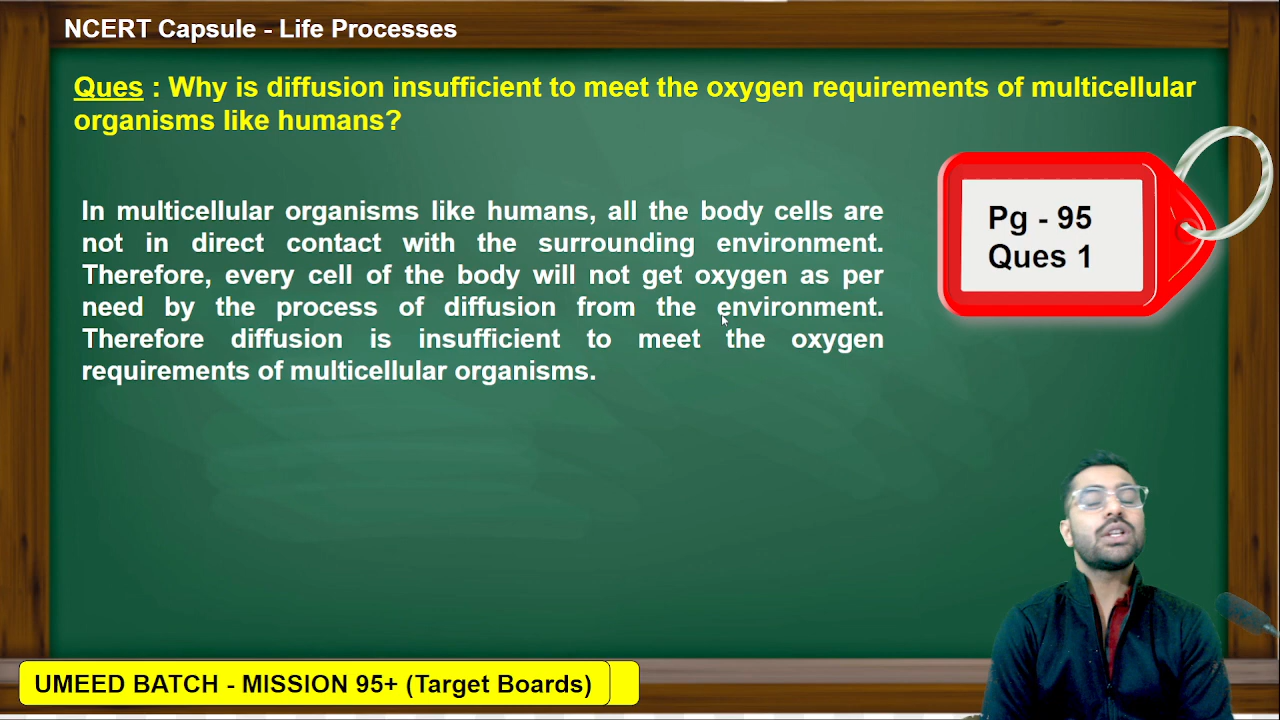 NCERT Capsule - Life Processes
Ques : Why is diffusion insufficient to meet the oxygen requirements of multicellular
organisms like humans?
In multicellular organisms like humans, all the body cells are
not in direct contact with the surrounding environment.
Therefore, every cell of the body will not get oxygen as per
need by the process of diffusion from the environment.
Therefore diffusion is insufficient to meet the oxygen
requirements of multicellular organisms.
Pg - 95
Ques 1
UMEED BATCH - MISSION 95+ (Target Boards)